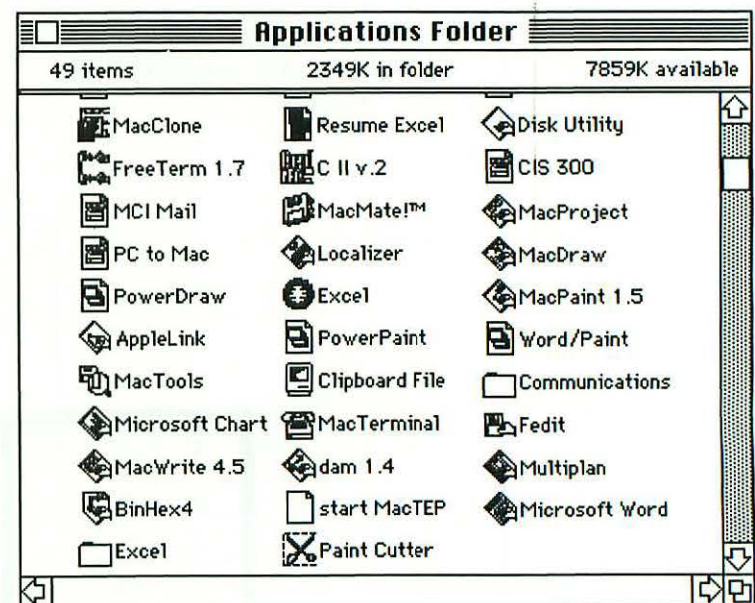 Applications Folder
49 items 2349K in folder 7859K available
MacClone Resume Excel Disk Utility
FreeTerm 1.7 C II v.2 CIS 300
MCI Mail MacMate!™ MacProject
PC to Mac Localizer MacDraw
PowerDraw Excel MacPaint 1.5
AppleLink PowerPaint Word/Paint
MacTools Clipboard File Communications
Microsoft Chart MacTerminal Fedit
MacWrite 4.5 dam 1.4 Multiplan
BinHex4 start MacTEP Microsoft Word
Excel Paint Cutter